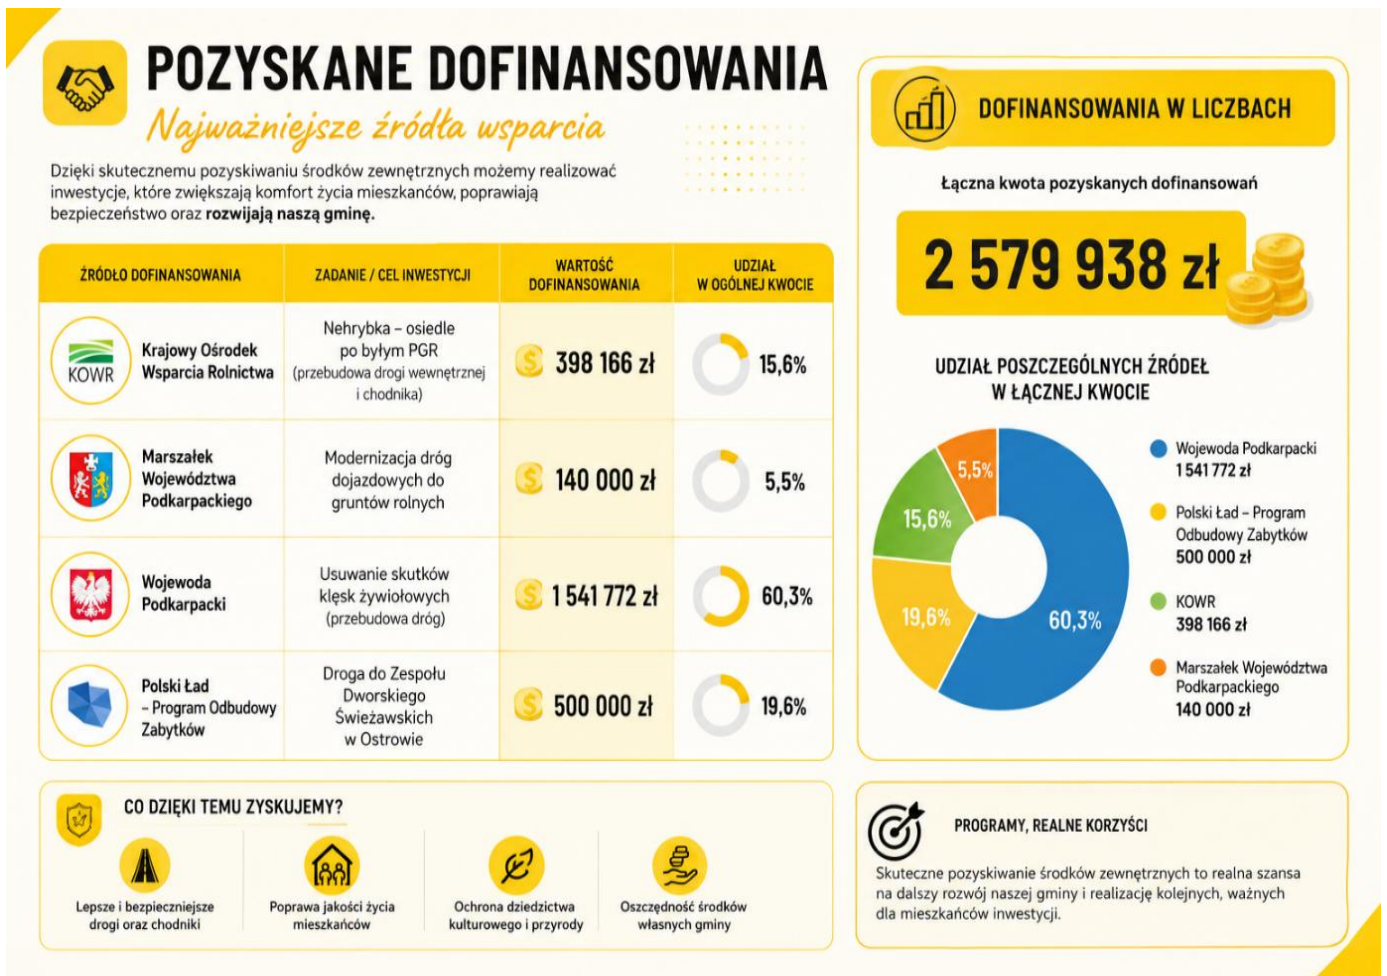 POZYSKANE DOFINANSOWANIA
Najważniejsze źródła wsparcia
Dzięki skutecznemu pozyskiwaniu środków zewnętrznych możemy realizować
inwestycje, które zwiększają komfort życia mieszkańców, poprawiają
bezpieczeństwo oraz rozwijają naszą gminę.
ŹRÓDŁO DOFINANSOWANIA
ZADANIE / CEL INWESTYCJI
WARTOŚĆ
DOFINANSOWANIA
UDZIAŁ
W OGÓLNEJ KWOCIE
KOWR
Krajowy Ośrodek
Wsparcia Rolnictwa
Nehrybka – osiedle
po byłym PGR
(przebudowa drogi wewnętrznej
i chodnika)
398 166 zł
15,6%
Marszałek
Województwa
Podkarpackiego
Modernizacja dróg
dojazdowych do
gruntów rolnych
140 000 zł
5,5%
Wojewoda
Podkarpacki
Usuwanie skutków
klęsk żywiołowych
(przebudowa dróg)
1 541 772 zł
60,3%
Polski Ład
– Program Odbudowy
Zabytków
Droga do Zespołu
Dworskiego
Świeżawskich
w Ostrowie
500 000 zł
19,6%
DOFINANSOWANIA W LICZBACH
Łączna kwota pozyskanych dofinansowań
2 579 938 zł
UDZIAŁ POSZCZEGÓLNYCH ŹRÓDEŁ
W ŁĄCZNEJ KWOCIE
5,5%
15,6%
19,6%
60,3%
Wojewoda Podkarpacki
1 541 772 zł
Polski Ład – Program
Odbudowy Zabytków
500 000 zł
KOWR
398 166 zł
Marszałek Województwa
Podkarpackiego
140 000 zł
CO DZIĘKI TEMU ZYSKUJEMY?
Lepsze i bezpieczniejsze
drogi oraz chodniki
Poprawa jakości życia
mieszkańców
Ochrona dziedzictwa
kulturowego i przyrody
Oszczędność środków
własnych gminy
PROGRAMY, REALNE KORZYŚCI
Skuteczne pozyskiwanie środków zewnętrznych to realna szansa
na dalszy rozwój naszej gminy i realizację kolejnych, ważnych
dla mieszkańców inwestycji.